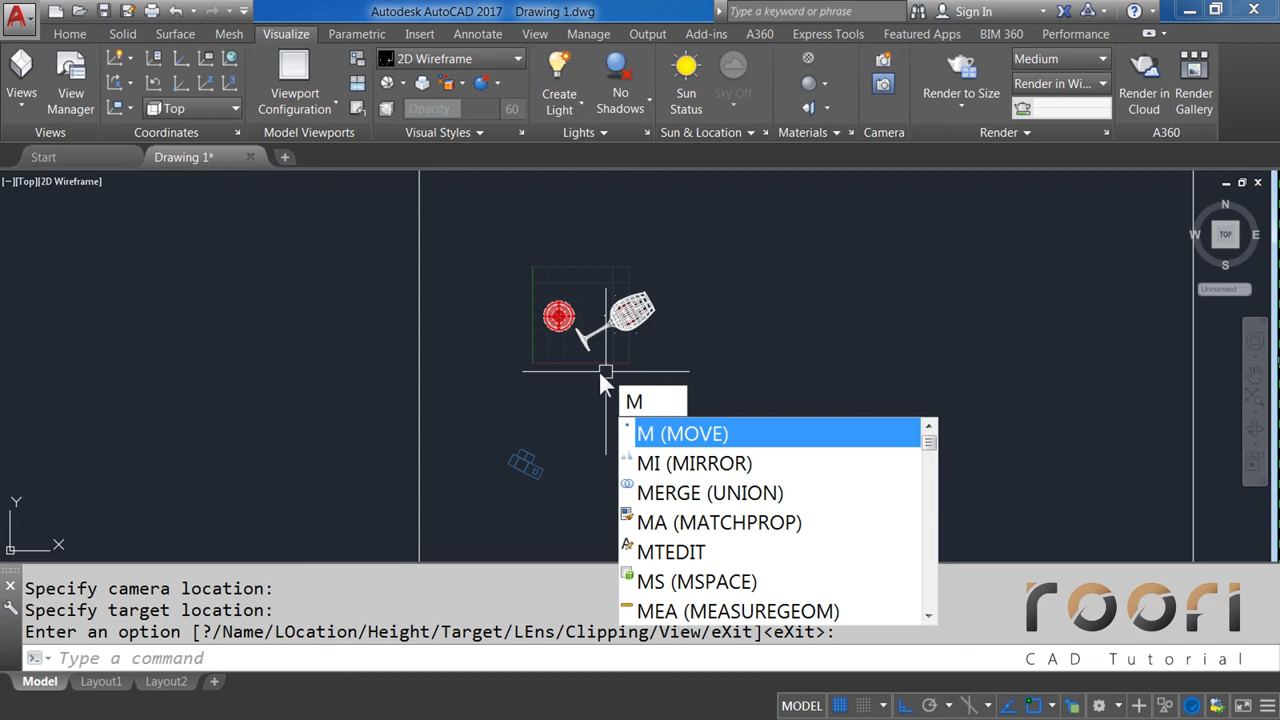 Autodesk AutoCAD 2017 Drawing 1.dwg
Type a keyword or phrase
Sign In
Home Solid Surface Mesh Visualize Parametric Insert Annotate View Manage Output Add-ins A360 Express Tools Featured Apps BIM 360 Performance
2D Wireframe
Medium
Views
View
Manager
Top
Viewport
Configuration
Opacity 60
Create
Light
No
Shadows
Sun
Status
Sky Off
Render to Size
Render in Wi...
Render in
Cloud
Render
Gallery
Views
Coordinates
Model Viewports
Visual Styles
Lights
Sun & Location
Materials
Camera
Render
A360
Start
Drawing 1*
[−][Top][2D Wireframe]
N
W TOP E
S
Unnamed
M
M (MOVE)
MI (MIRROR)
MERGE (UNION)
MA (MATCHPROP)
MTEDIT
MS (MSPACE)
MEA (MEASUREGEOM)
Y
X
Specify camera location:
Specify target location:
Enter an option [?/Name/LOcation/Height/Target/LEns/Clipping/View/eXit]<eXit>:
Type a command
roori
CAD Tutorial
Model Layout1 Layout2
MODEL